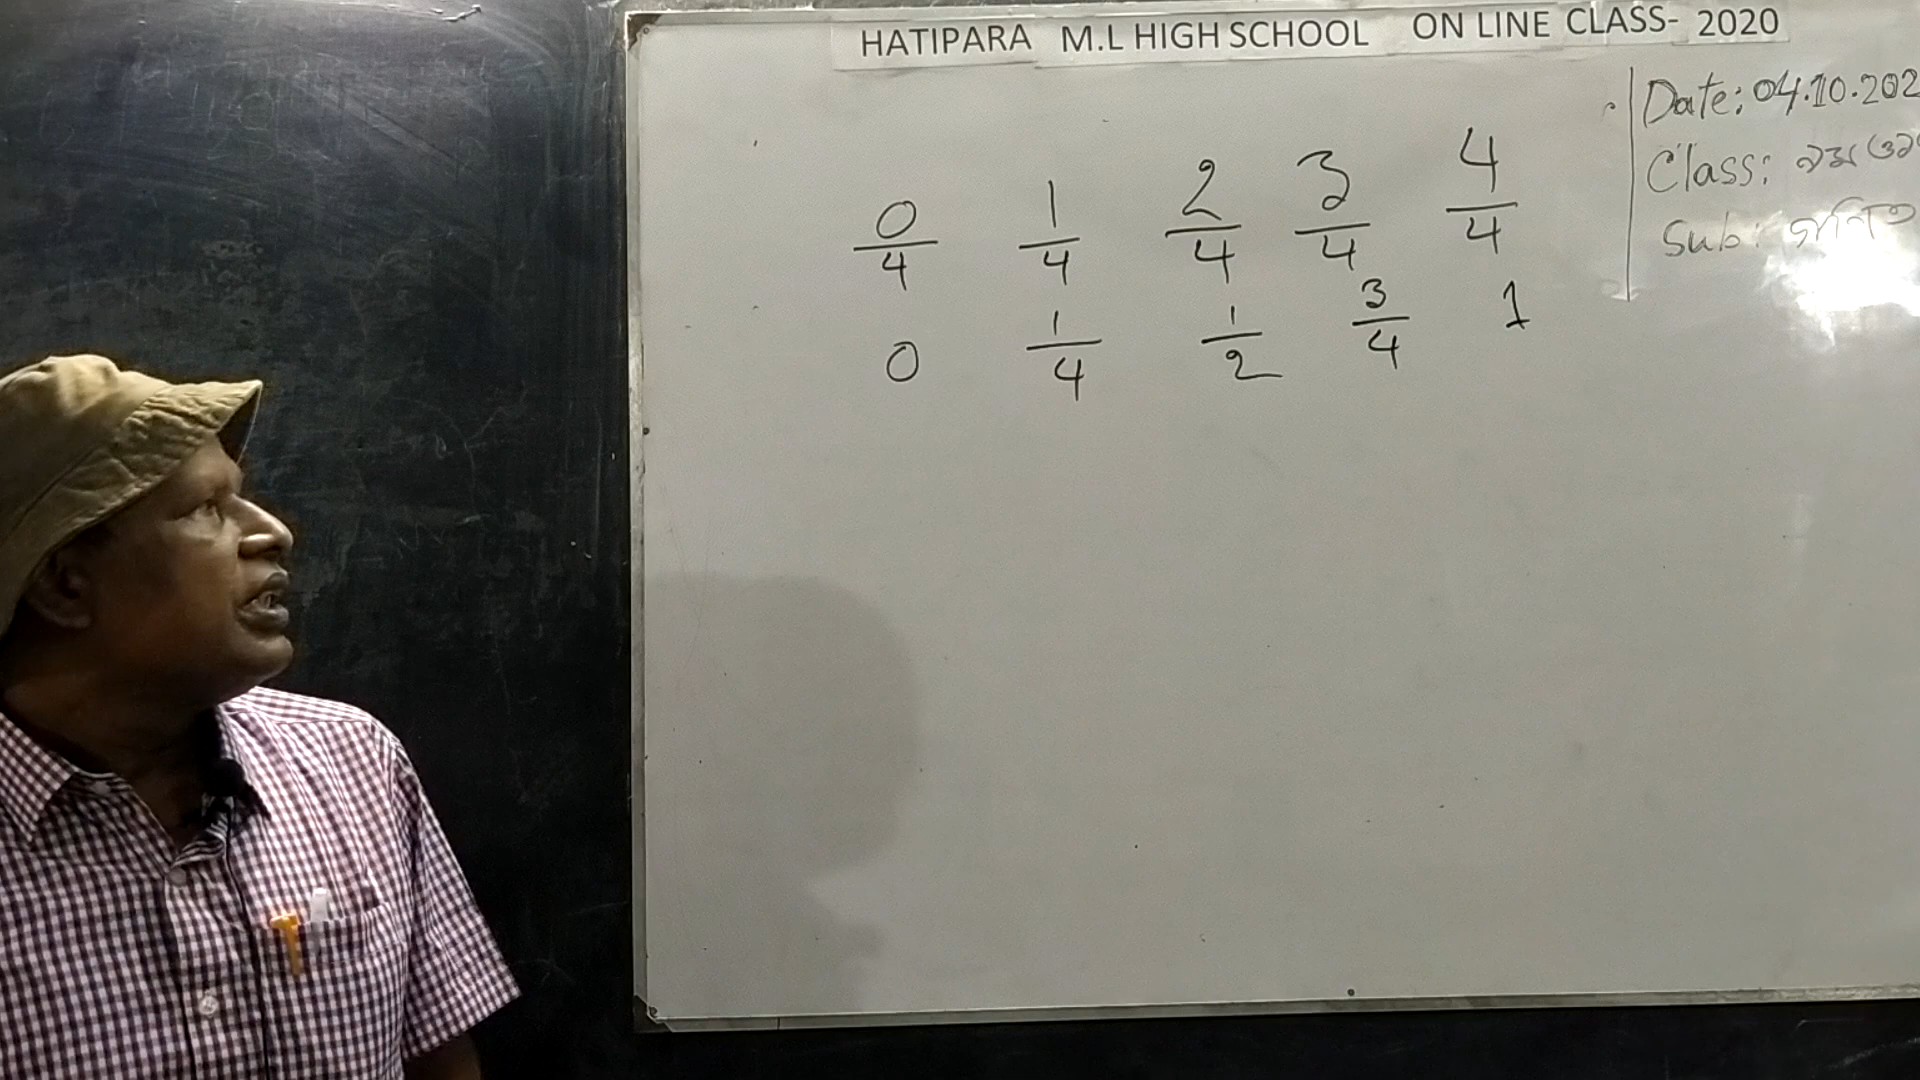 HATIPARA M.L HIGH SCHOOL ON LINE CLASS- 2020
Date: 04.10.202
Class: ৯ম
Sub: গণিত
0/4 1/4 2/4 3/4 4/4
0 1/4 1/2 3/4 1